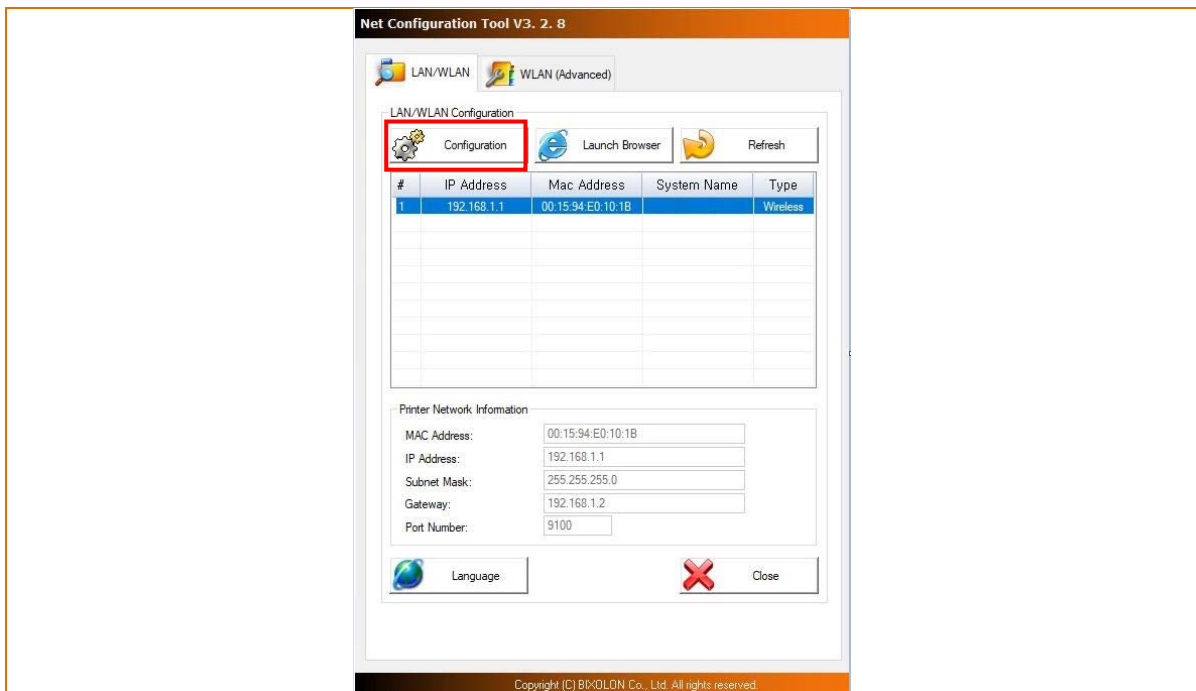 Net Configuration Tool V3. 2. 8
LAN/WLAN WLAN (Advanced)
LAN/WLAN Configuration
Configuration Launch Browser Refresh
# IP Address Mac Address System Name Type
1 192.168.1.1 00:15:94:E0:10:1B Wireless
Printer Network Information
MAC Address: 00:15:94:E0:10:1B
IP Address: 192.168.1.1
Subnet Mask: 255.255.255.0
Gateway: 192.168.1.2
Port Number: 9100
Language Close
Copyright (C) BIXOLON Co., Ltd. All rights reserved.